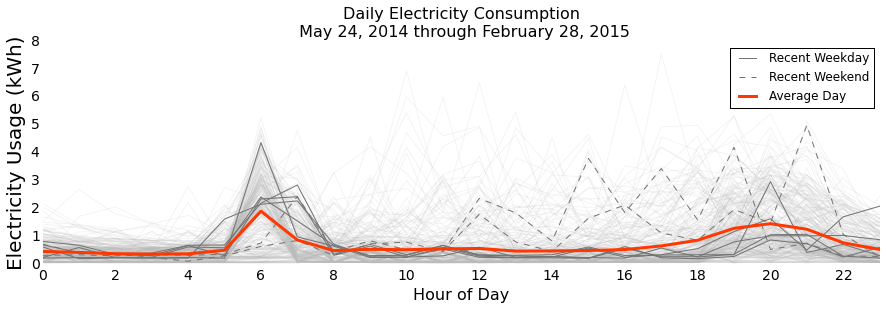 Daily Electricity Consumption
May 24, 2014 through February 28, 2015
Electricity Usage (kWh)
8
7
6
5
4
3
2
1
0
Recent Weekday
Recent Weekend
Average Day
0 2 4 6 8 10 12 14 16 18 20 22
Hour of Day